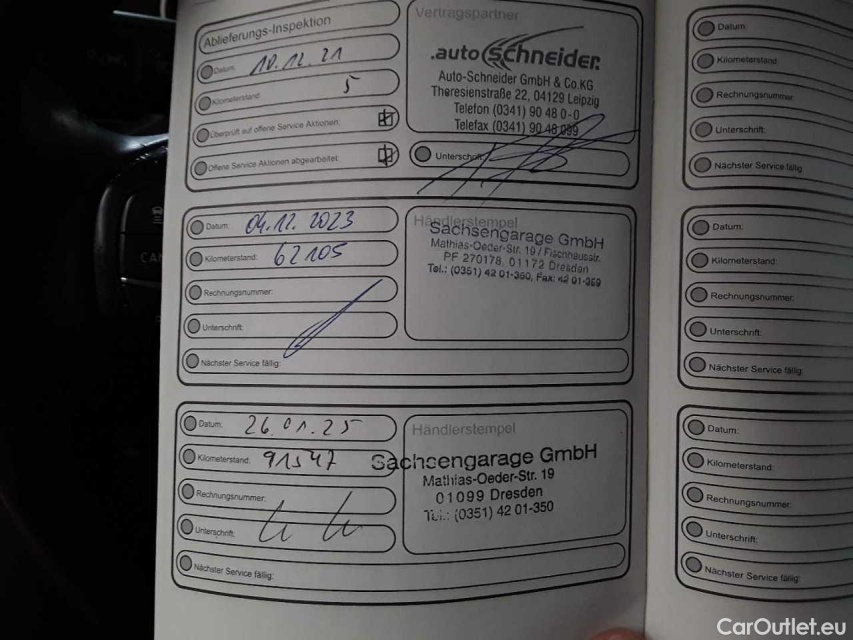 Ablieferungs-Inspektion
Datum: 10.12.21
Kilometerstand: 5
Überprüft auf offene Service Aktionen:
Offene Service Aktionen abgearbeitet:
Vertragspartner
.auto Schneider.
Auto-Schneider GmbH & Co.KG
Theresienstraße 22, 04129 Leipzig
Telefon (0341) 90 48 0-0
Telefax (0341) 90 48 099
Unterschrift
Datum: 04.12.2023
Kilometerstand: 62105
Rechnungsnummer:
Unterschrift:
Nächster Service fällig:
Händlerstempel
Sachsengarage GmbH
Mathias-Oeder-Str. 19 / Fischhausstr.
PF 270178, 01172 Dresden
Tel.: (0351) 42 01-350, Fax: 42 01-359
Datum: 26.01.25
Kilometerstand: 91547
Rechnungsnummer:
Unterschrift:
Nächster Service fällig:
Händlerstempel
Sachsengarage GmbH
Mathias-Oeder-Str. 19
01099 Dresden
Tel.: (0351) 42 01-350
Datum:
Kilometerstand:
Rechnungsnummer:
Unterschrift:
Nächster Service fällig:
Datum:
Kilometerstand:
Rechnungsnummer:
Unterschrift:
Nächster Service fällig:
Datum:
Kilometerstand:
Rechnungsnummer:
Unterschrift:
Nächster Service fällig:
CarOutlet.eu